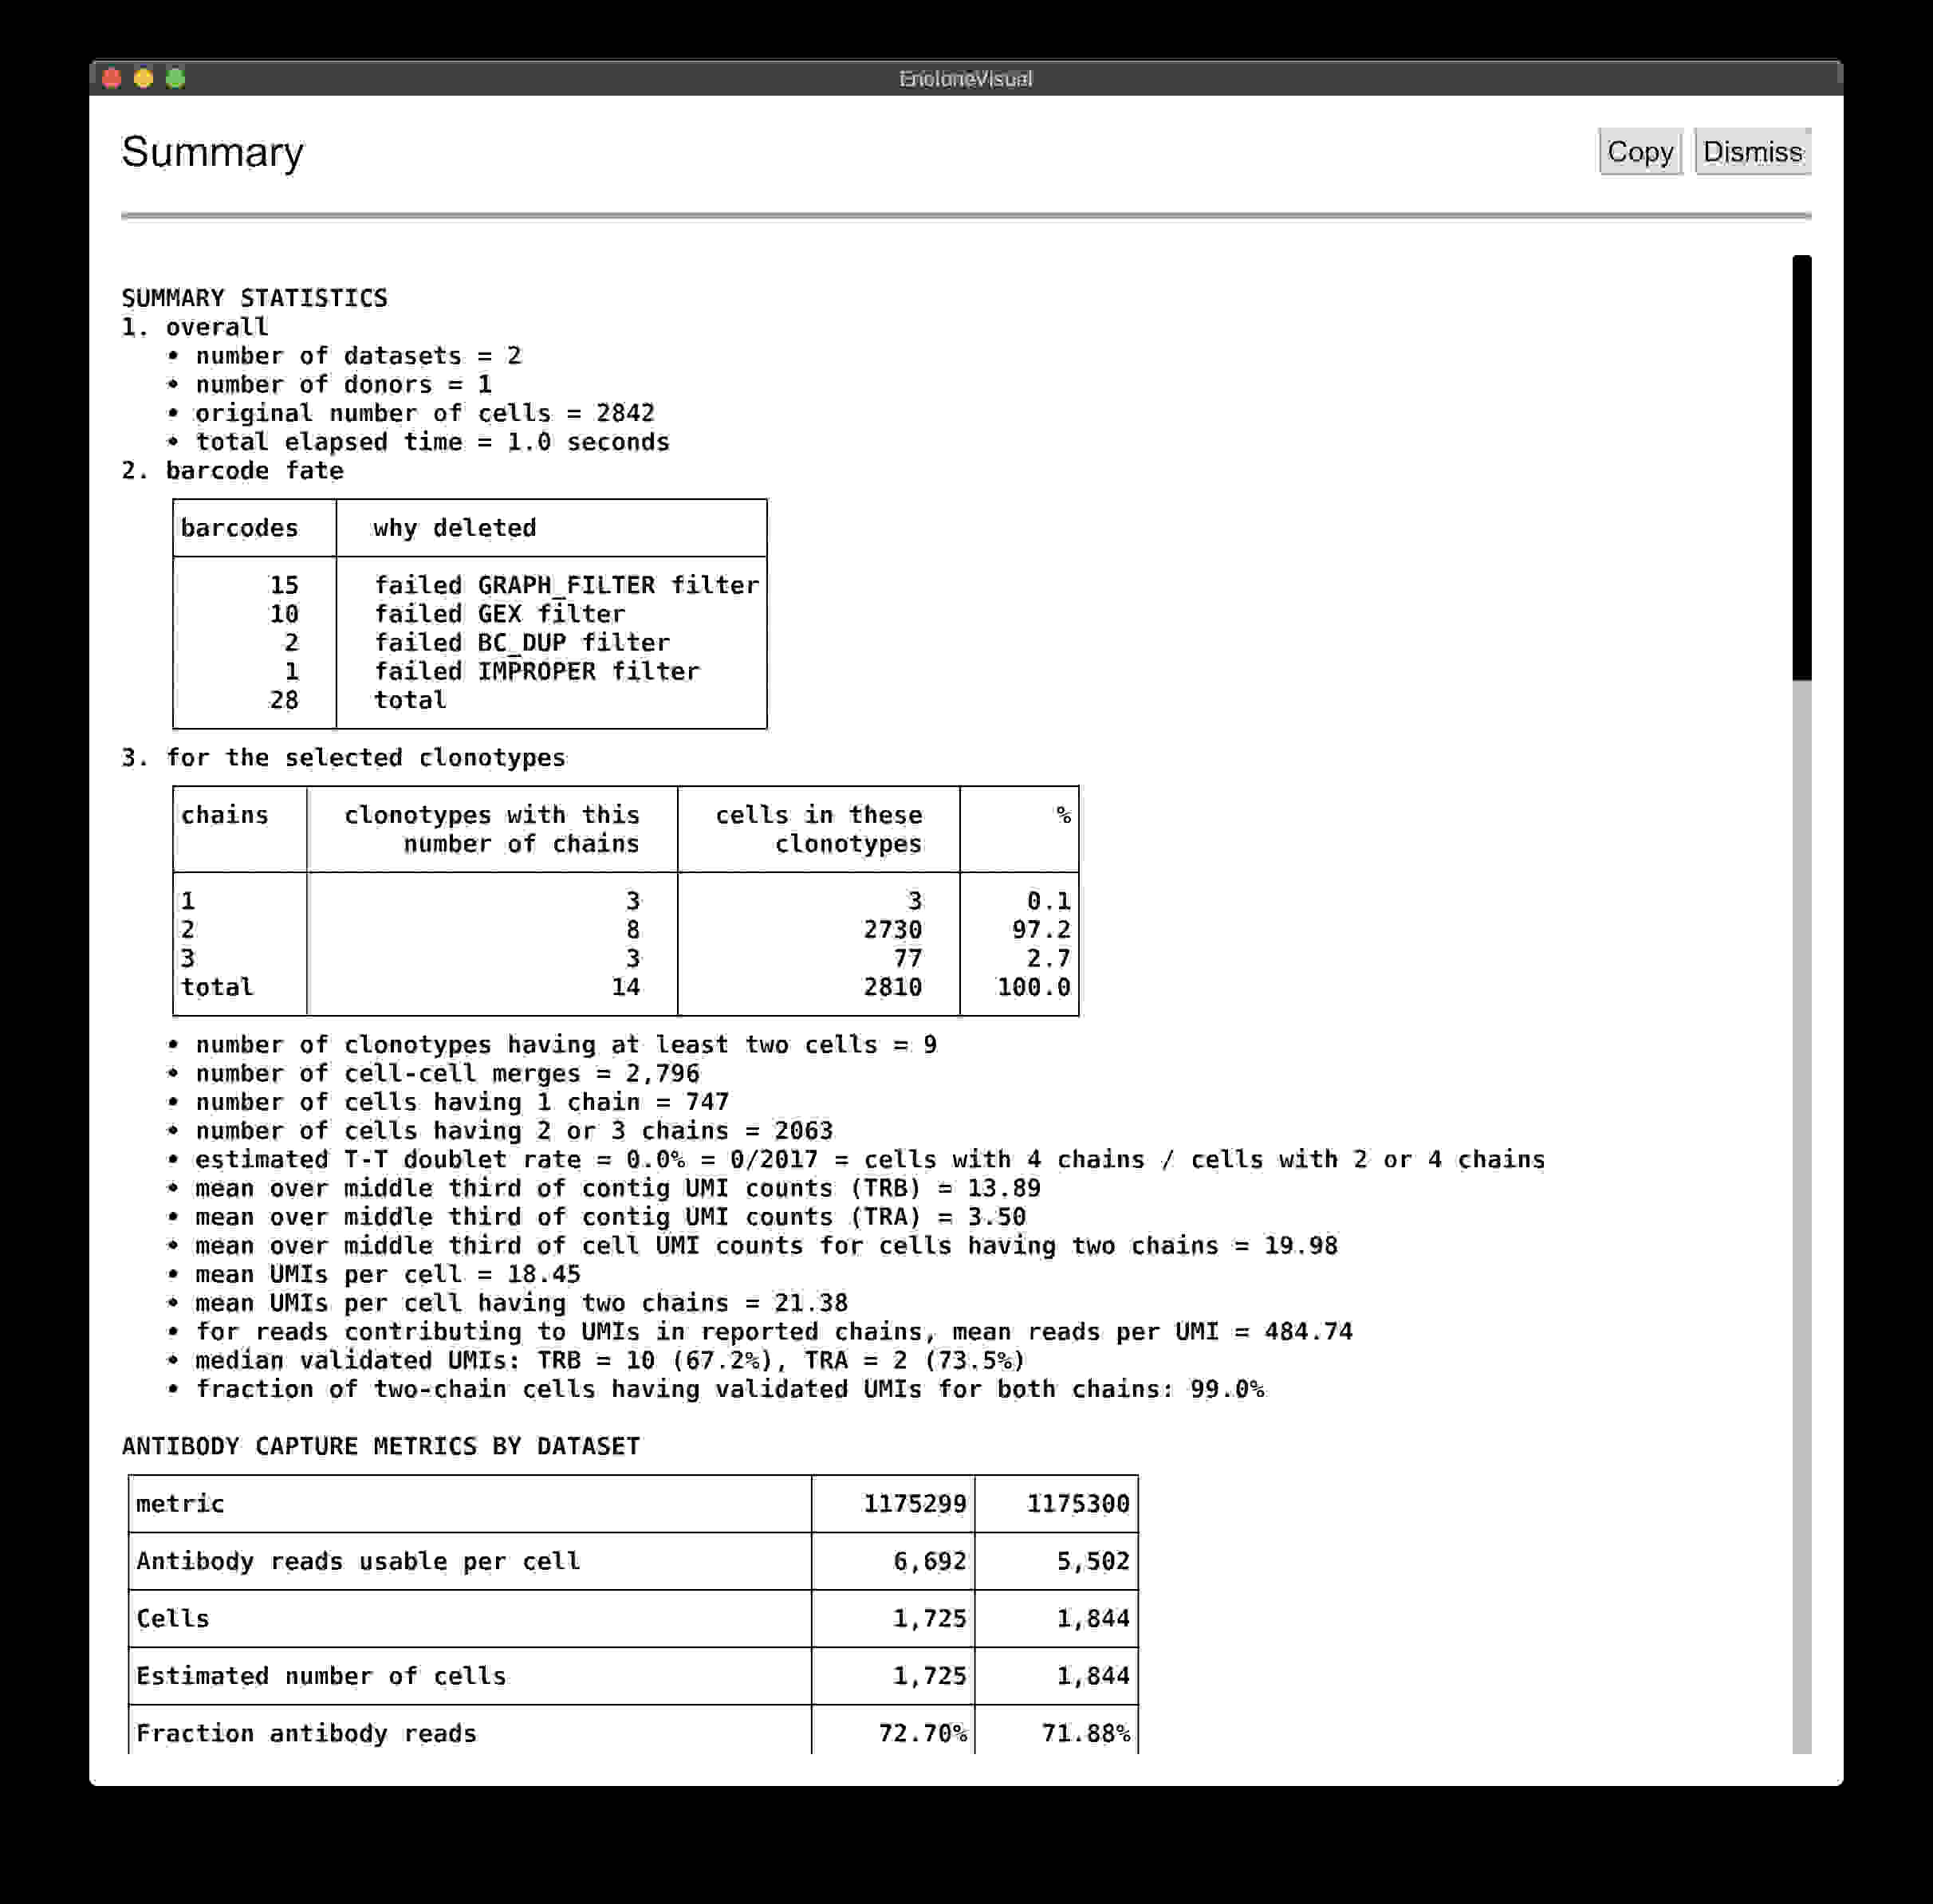 EncloneVisual
Summary
Copy Dismiss
SUMMARY STATISTICS
1. overall
• number of datasets = 2
• number of donors = 1
• original number of cells = 2842
• total elapsed time = 1.0 seconds
2. barcode fate
barcodes why deleted
15 failed GRAPH_FILTER filter
10 failed GEX filter
2 failed BC_DUP filter
1 failed IMPROPER filter
28 total
3. for the selected clonotypes
chains clonotypes with this cells in these %
number of chains clonotypes
1 3 3 0.1
2 8 2730 97.2
3 3 77 2.7
total 14 2810 100.0
• number of clonotypes having at least two cells = 9
• number of cell-cell merges = 2,796
• number of cells having 1 chain = 747
• number of cells having 2 or 3 chains = 2063
• estimated T-T doublet rate = 0.0% = 0/2017 = cells with 4 chains / cells with 2 or 4 chains
• mean over middle third of contig UMI counts (TRB) = 13.89
• mean over middle third of contig UMI counts (TRA) = 3.50
• mean over middle third of cell UMI counts for cells having two chains = 19.98
• mean UMIs per cell = 18.45
• mean UMIs per cell having two chains = 21.38
• for reads contributing to UMIs in reported chains, mean reads per UMI = 484.74
• median validated UMIs: TRB = 10 (67.2%), TRA = 2 (73.5%)
• fraction of two-chain cells having validated UMIs for both chains: 99.0%
ANTIBODY CAPTURE METRICS BY DATASET
metric 1175299 1175300
Antibody reads usable per cell 6,692 5,502
Cells 1,725 1,844
Estimated number of cells 1,725 1,844
Fraction antibody reads 72.70% 71.88%